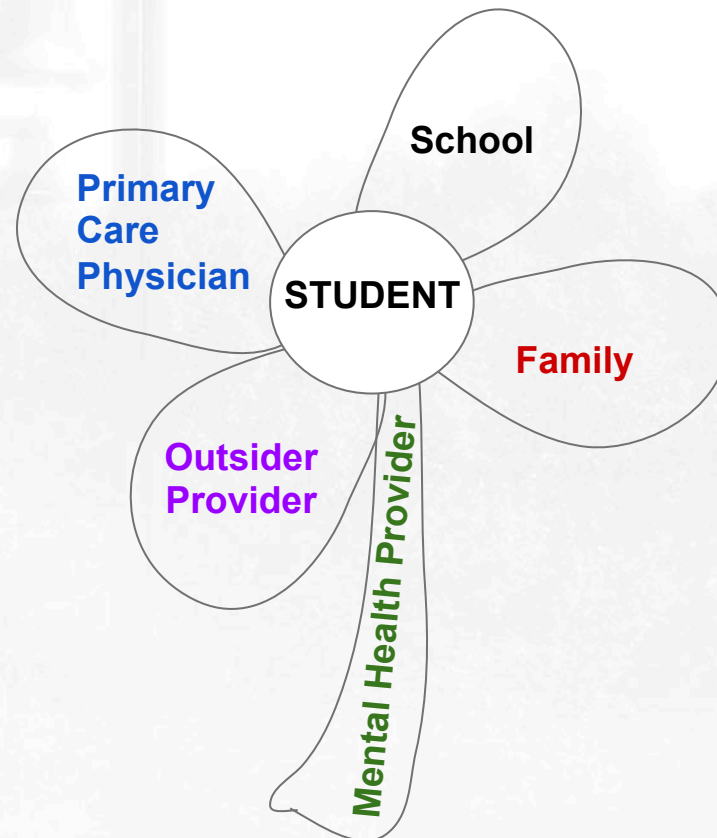 School
Primary
Care
Physician
STUDENT
Family
Outsider
Provider
Mental Health Provider